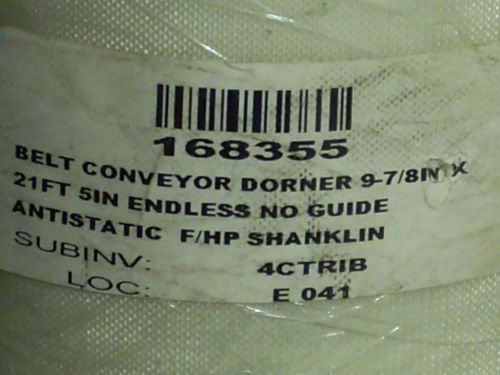 168355
BELT CONVEYOR DORNER 9-7/8IN X
21FT 5IN ENDLESS NO GUIDE
ANTISTATIC F/HP SHANKLIN
SUBINV: 4CTRIB
LOC: E 041